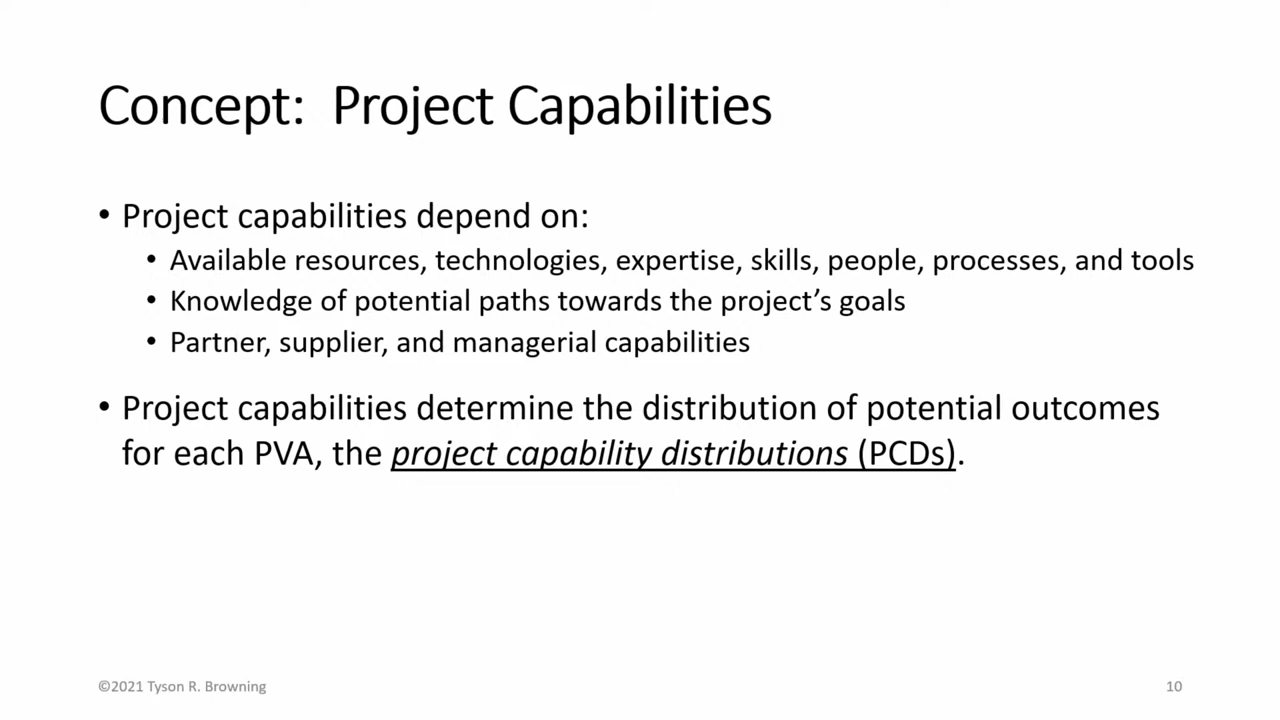 Concept: Project Capabilities
• Project capabilities depend on:
• Available resources, technologies, expertise, skills, people, processes, and tools
• Knowledge of potential paths towards the project’s goals
• Partner, supplier, and managerial capabilities
• Project capabilities determine the distribution of potential outcomes
for each PVA, the project capability distributions (PCDs).
©2021 Tyson R. Browning
10